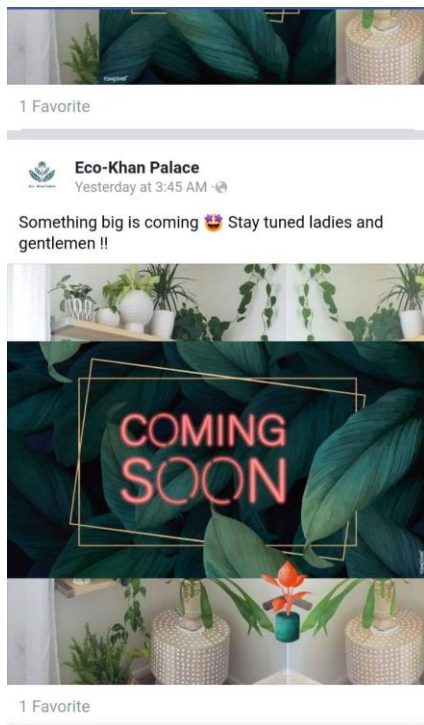 rawpixel
1 Favorite
Eco-Khan Palace
Yesterday at 3:45 AM ·
Something big is coming 🤩 Stay tuned ladies and
gentlemen !!
COMING
SOON
1 Favorite